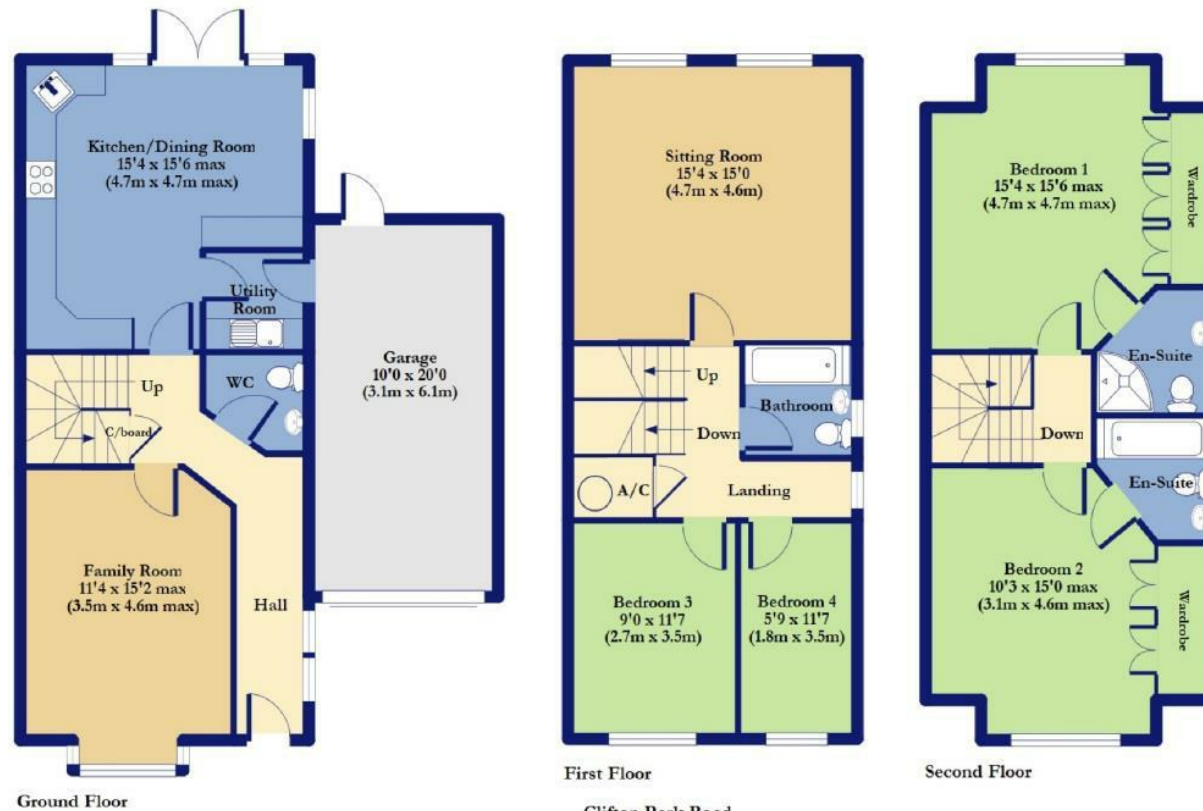 Kitchen/Dining Room
15'4 x 15'6 max
(4.7m x 4.7m max)
Utility
Room
Up
WC
C/board
Garage
10'0 x 20'0
(3.1m x 6.1m)
Family Room
11'4 x 15'2 max
(3.5m x 4.6m max)
Hall
Ground Floor
Sitting Room
15'4 x 15'0
(4.7m x 4.6m)
Up
Bathroom
Down
A/C
Landing
Bedroom 3
9'0 x 11'7
(2.7m x 3.5m)
Bedroom 4
5'9 x 11'7
(1.8m x 3.5m)
First Floor
Bedroom 1
15'4 x 15'6 max
(4.7m x 4.7m max)
Wardrobe
En-Suite
Down
En-Suite
Bedroom 2
10'3 x 15'0 max
(3.1m x 4.6m max)
Wardrobe
Second Floor
Clifton Park Road